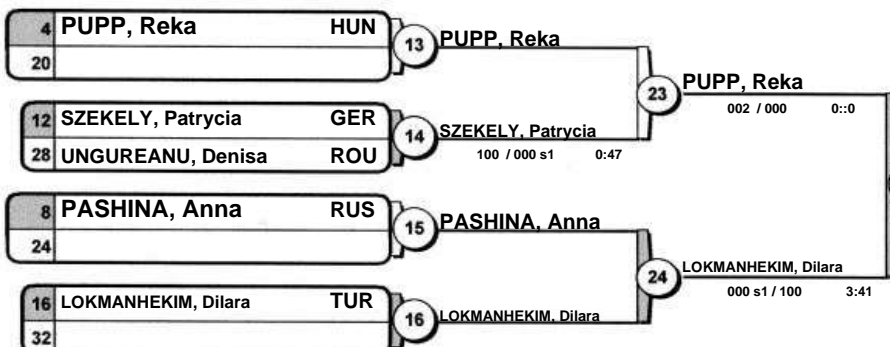 4 PUPP, Reka HUN
20
13
PUPP, Reka
12 SZEKELY, Patrycia GER
28 UNGUREANU, Denisa ROU
14
SZEKELY, Patrycia
100 / 000 s1 0:47
23
PUPP, Reka
002 / 000 0::0
8 PASHINA, Anna RUS
24
15
PASHINA, Anna
16 LOKMANHEKIM, Dilara TUR
32
16
LOKMANHEKIM, Dilara
24
LOKMANHEKIM, Dilara
000 s1 / 100 3:41